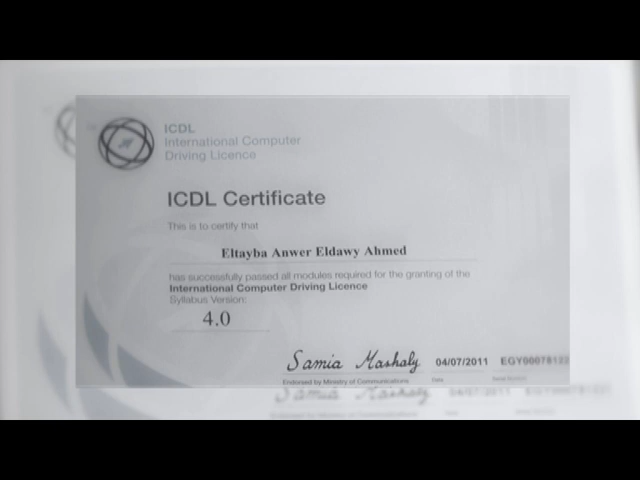 ICDL
International Computer
Driving Licence
ICDL Certificate
This is to certify that
Eltayba Anwer Eldawy Ahmed
has successfully passed all modules required for the granting of the
International Computer Driving Licence
Syllabus Version:
4.0
Samia Mashaly 04/07/2011
Endorsed by Ministry of Communications Date Serial Number